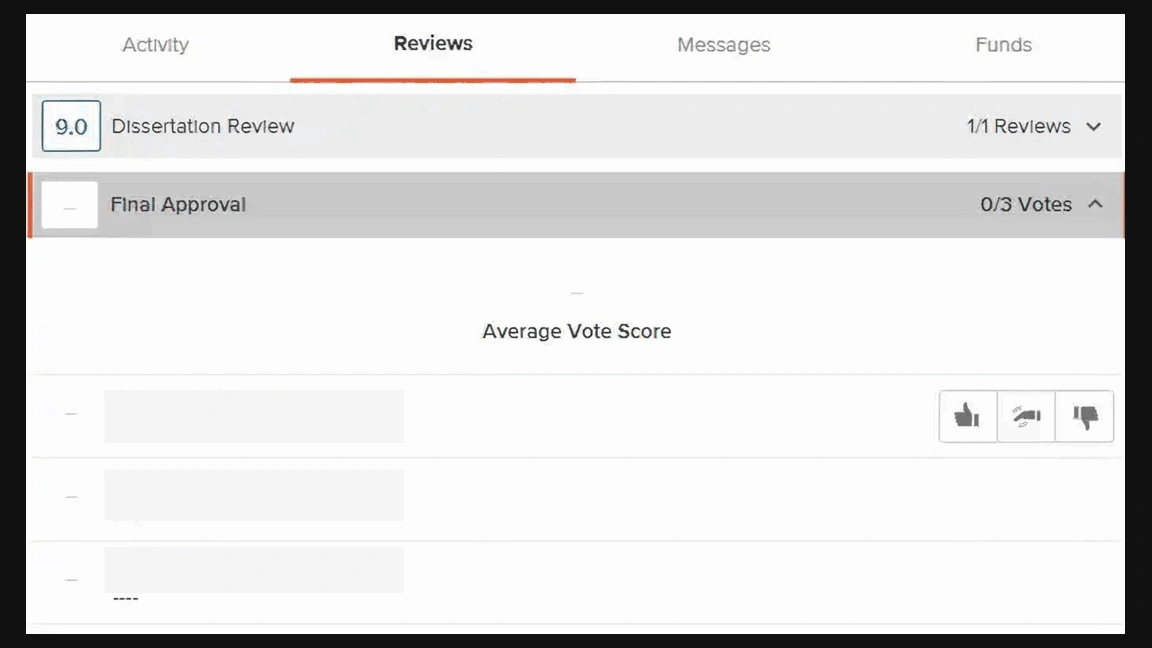 Activity Reviews Messages Funds
9.0 Dissertation Review 1/1 Reviews
– Final Approval 0/3 Votes
–
Average Vote Score
–
–
–
----